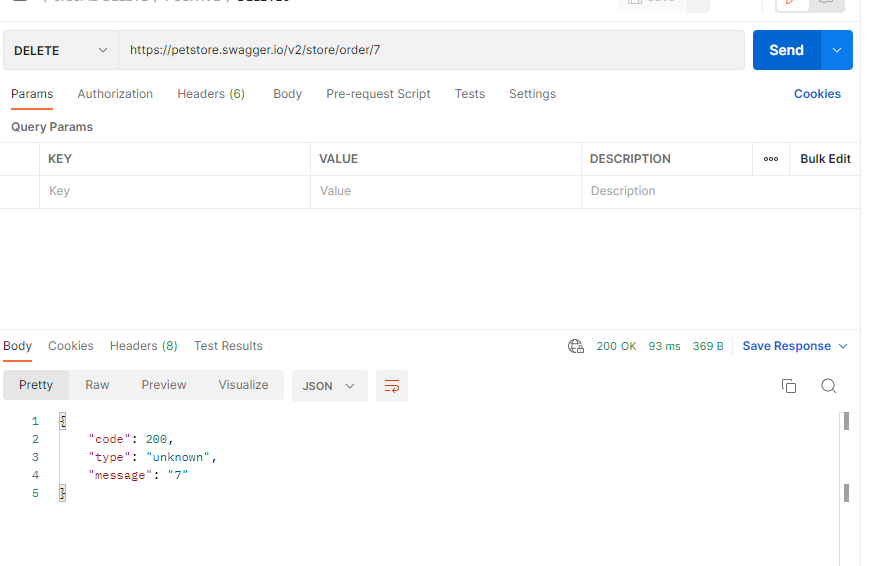 DELETE https://petstore.swagger.io/v2/store/order/7 Send
Params Authorization Headers (6) Body Pre-request Script Tests Settings Cookies
Query Params
KEY VALUE DESCRIPTION ooo Bulk Edit
Key Value Description
Body Cookies Headers (8) Test Results 200 OK 93 ms 369 B Save Response
Pretty Raw Preview Visualize JSON
1 {
2 "code": 200,
3 "type": "unknown",
4 "message": "7"
5 }